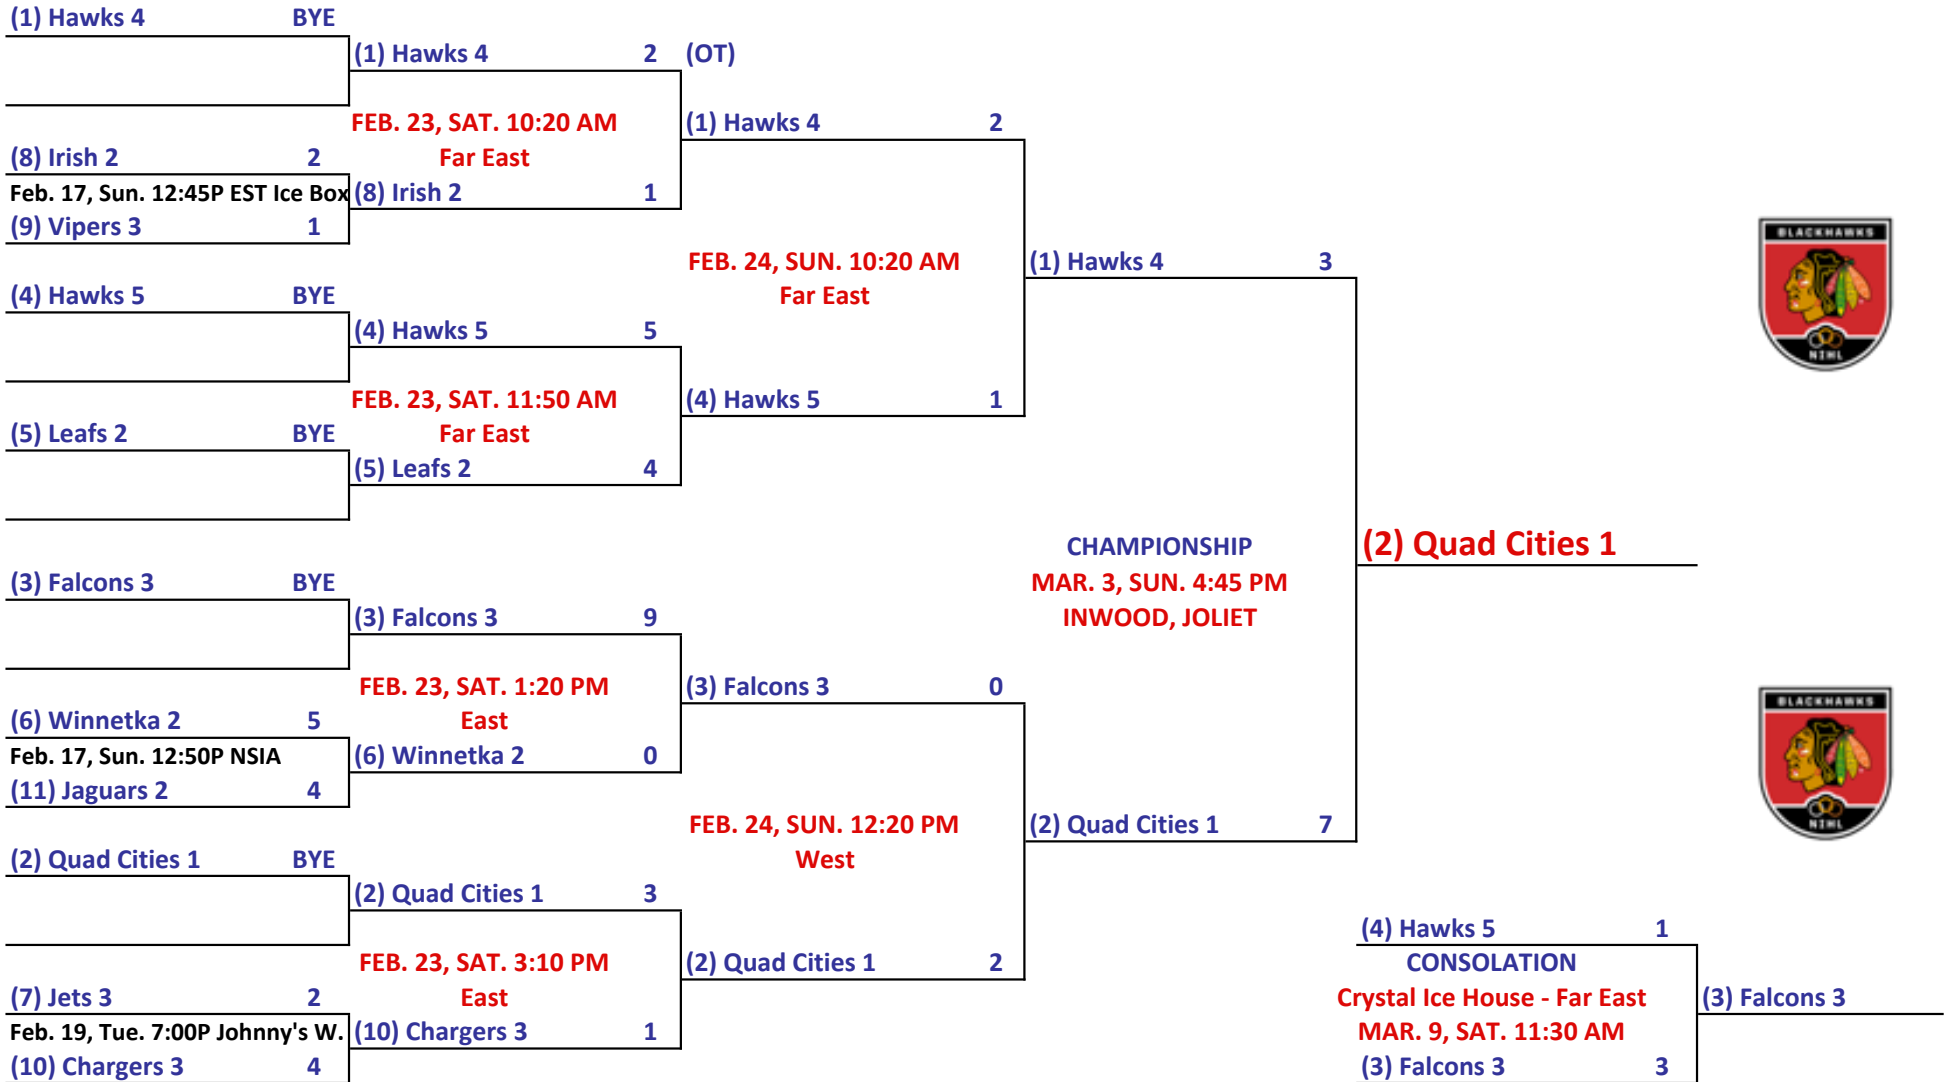 (1) Hawks 4 BYE
(1) Hawks 4 2 (OT)
FEB. 23, SAT. 10:20 AM
(1) Hawks 4 2
(8) Irish 2 2
Far East
Feb. 17, Sun. 12:45P EST Ice Box
(8) Irish 2 1
(9) Vipers 3 1
BLACKHAWKS
NIHL
FEB. 24, SUN. 10:20 AM
(1) Hawks 4 3
(4) Hawks 5 BYE
Far East
(4) Hawks 5 5
FEB. 23, SAT. 11:50 AM
(4) Hawks 5 1
(5) Leafs 2 BYE
Far East
(5) Leafs 2 4
CHAMPIONSHIP
(2) Quad Cities 1
(3) Falcons 3 BYE
MAR. 3, SUN. 4:45 PM
(3) Falcons 3 9
INWOOD, JOLIET
FEB. 23, SAT. 1:20 PM
(3) Falcons 3 0
BLACKHAWKS
NIHL
(6) Winnetka 2 5
East
Feb. 17, Sun. 12:50P NSIA
(6) Winnetka 2 0
(11) Jaguars 2 4
FEB. 24, SUN. 12:20 PM
(2) Quad Cities 1 7
(2) Quad Cities 1 BYE
West
(2) Quad Cities 1 3
(4) Hawks 5 1
FEB. 23, SAT. 3:10 PM
(2) Quad Cities 1 2
CONSOLATION
(7) Jets 3 2
East
Crystal Ice House - Far East
(3) Falcons 3
Feb. 19, Tue. 7:00P Johnny's W.
(10) Chargers 3 1
MAR. 9, SAT. 11:30 AM
(10) Chargers 3 4
(3) Falcons 3 3